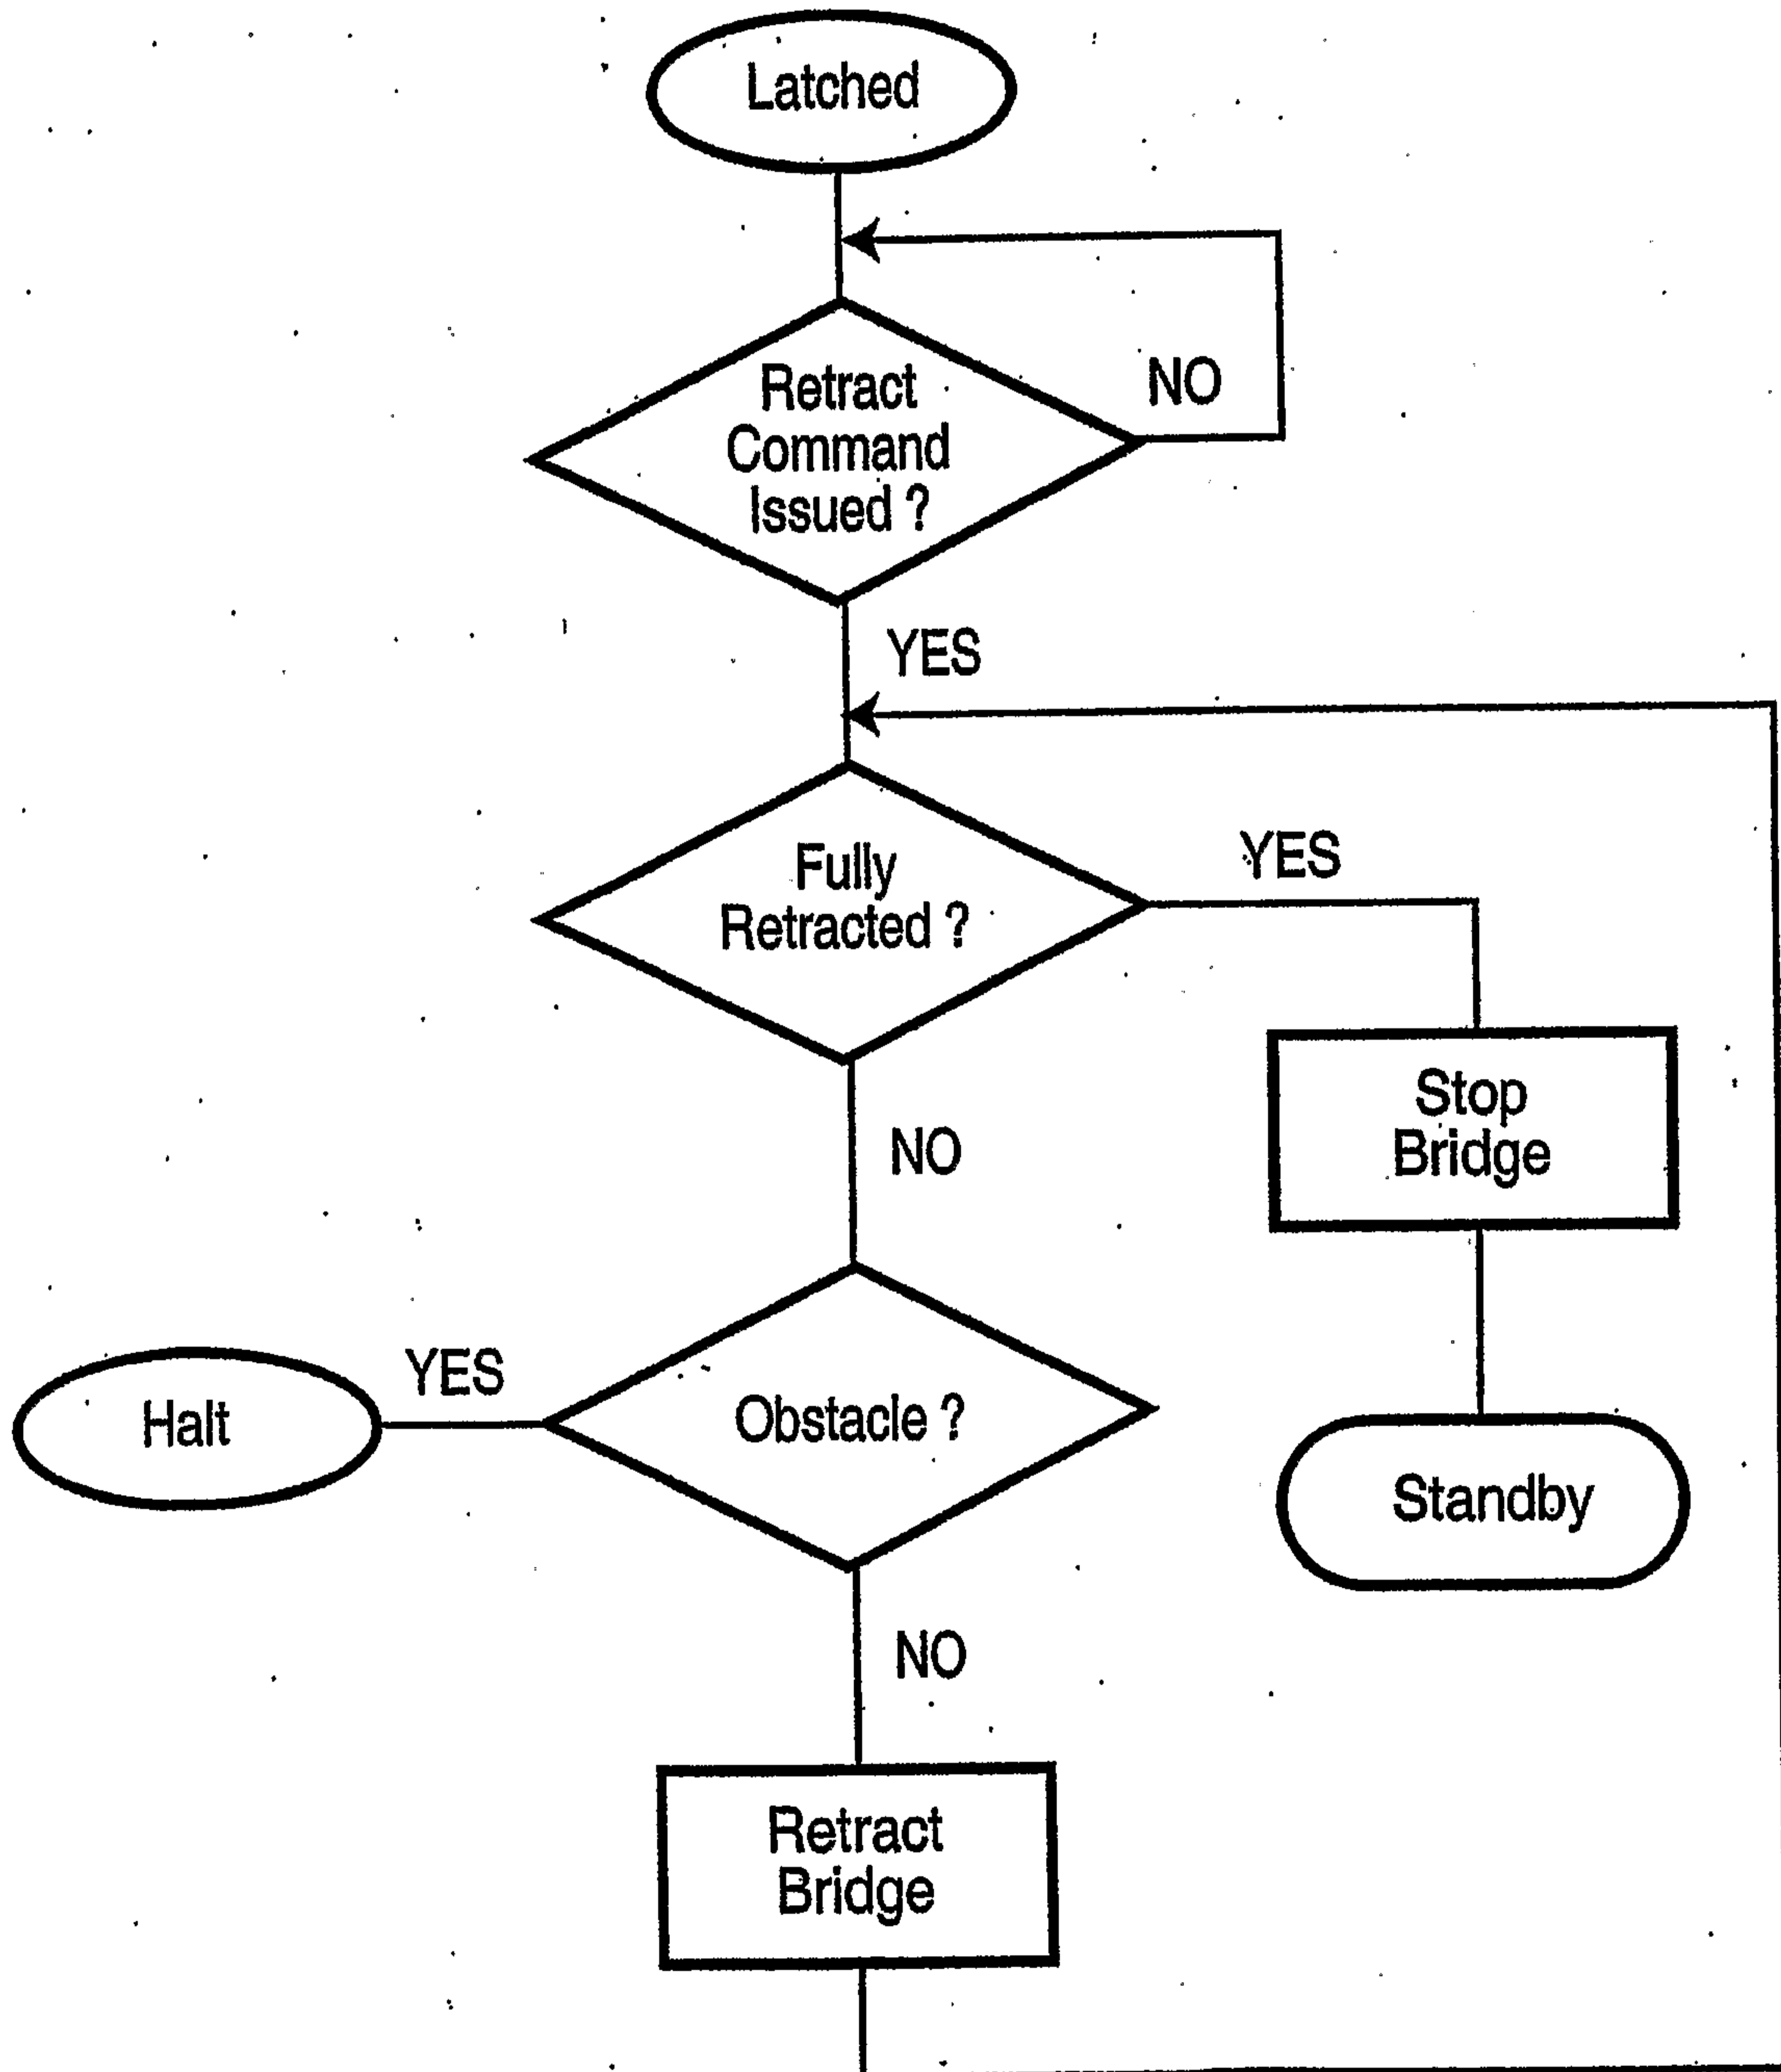 Latched
Retract
Command
Issued ?
NO
YES
Fully
Retracted ?
YES
NO
Stop
Bridge
Obstacle ?
YES
Halt
Standby
NO
Retract
Bridge